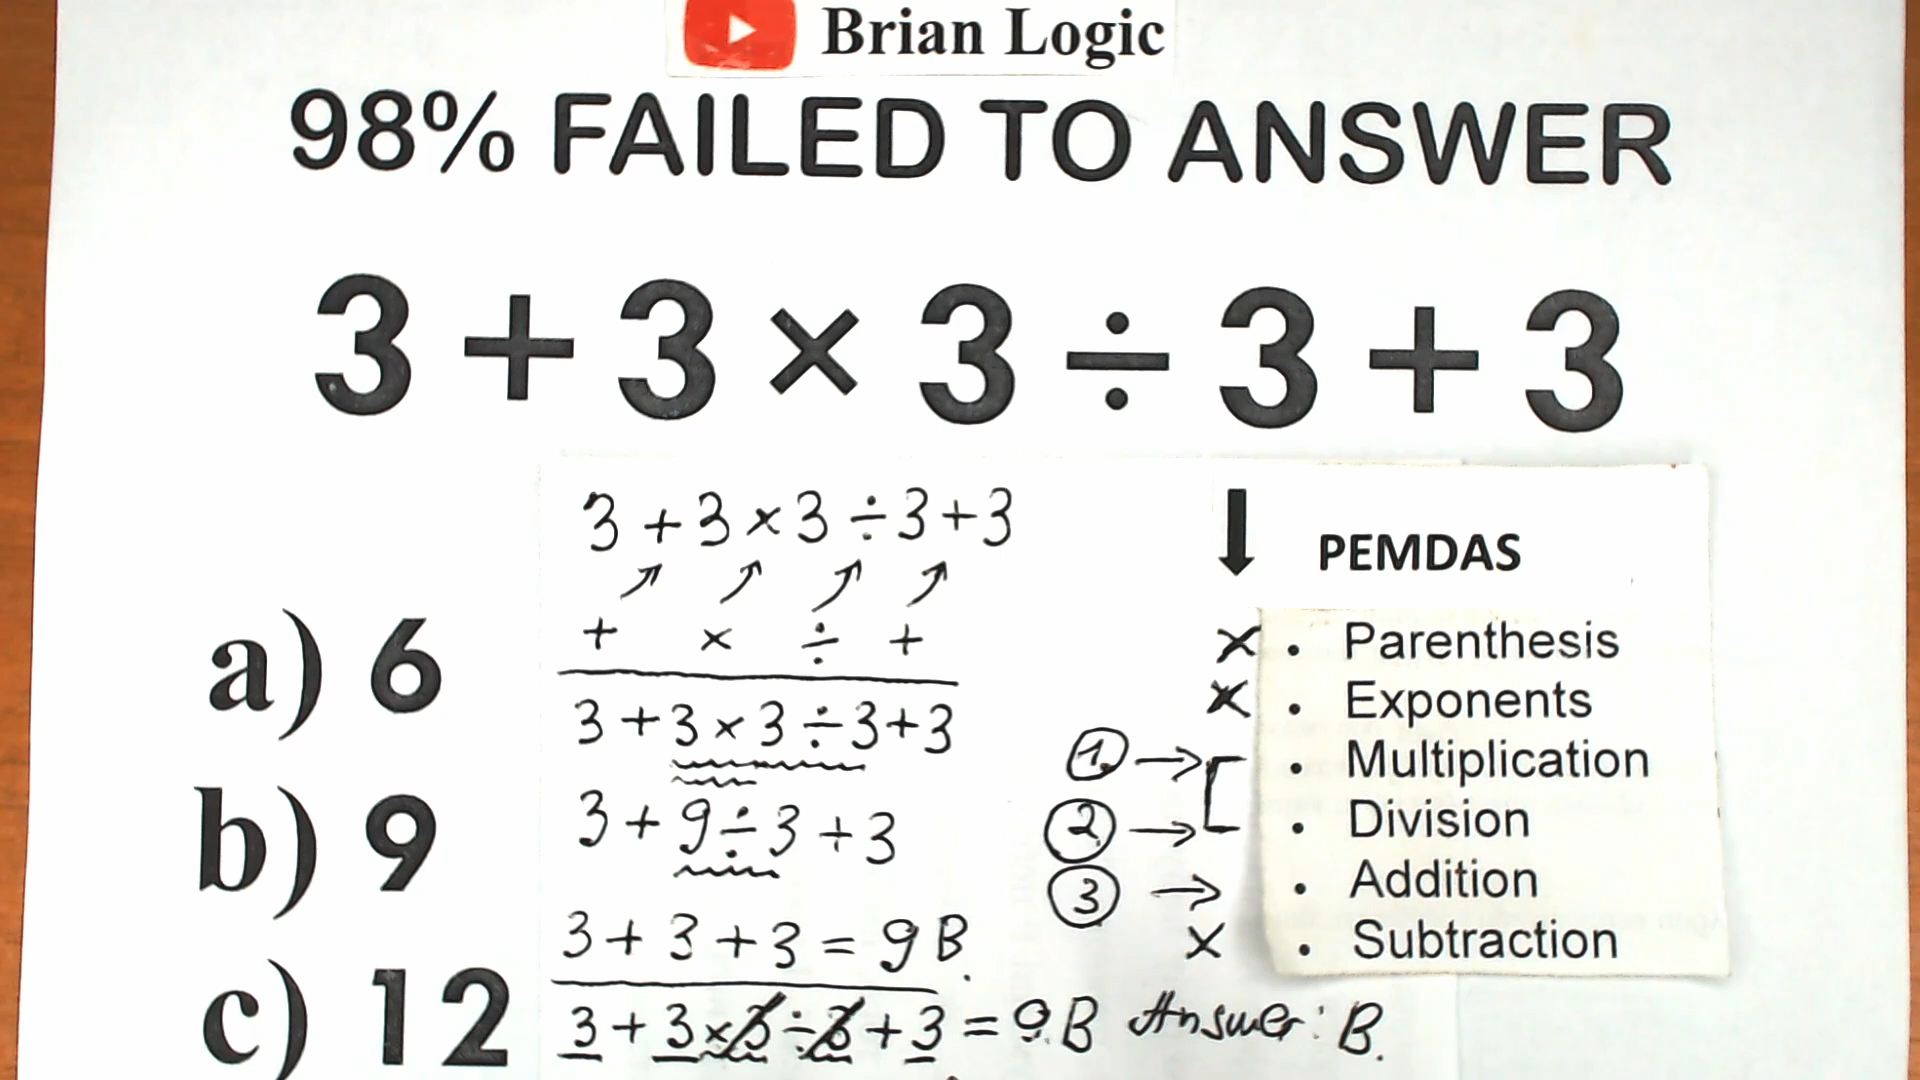 Brian Logic
98% FAILED TO ANSWER
3 + 3 × 3 ÷ 3 + 3
a) 6
b) 9
c) 12
3 + 3 × 3 ÷ 3 + 3
+ × ÷ +
3 + 3 × 3 ÷ 3 + 3
3 + 9 ÷ 3 + 3
3 + 3 + 3 = 9 B.
3 + 3 × 3 ÷ 3 + 3 = 9 B Answer: B.
PEMDAS
× • Parenthesis
× • Exponents
1. → • Multiplication
2 → • Division
3 → • Addition
× • Subtraction